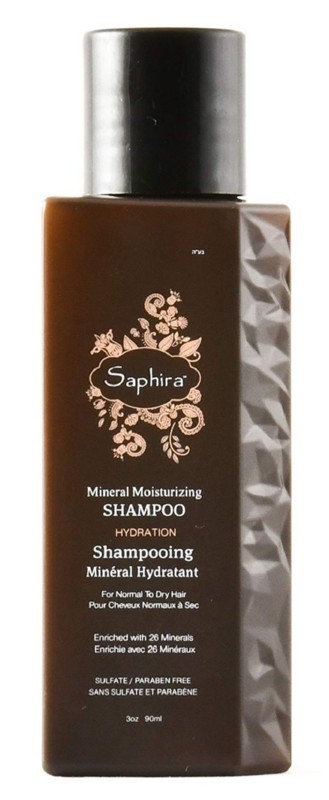 Saphira™
Mineral Moisturizing
SHAMPOO
HYDRATION
Shampooing
Minéral Hydratant
For Normal To Dry Hair
Pour Cheveux Normaux à Sec
Enriched with 26 Minerals
Enrichie avec 26 Minéraux
SULFATE / PARABEN FREE
SANS SULFATE ET PARABÈNE
3oz 90ml